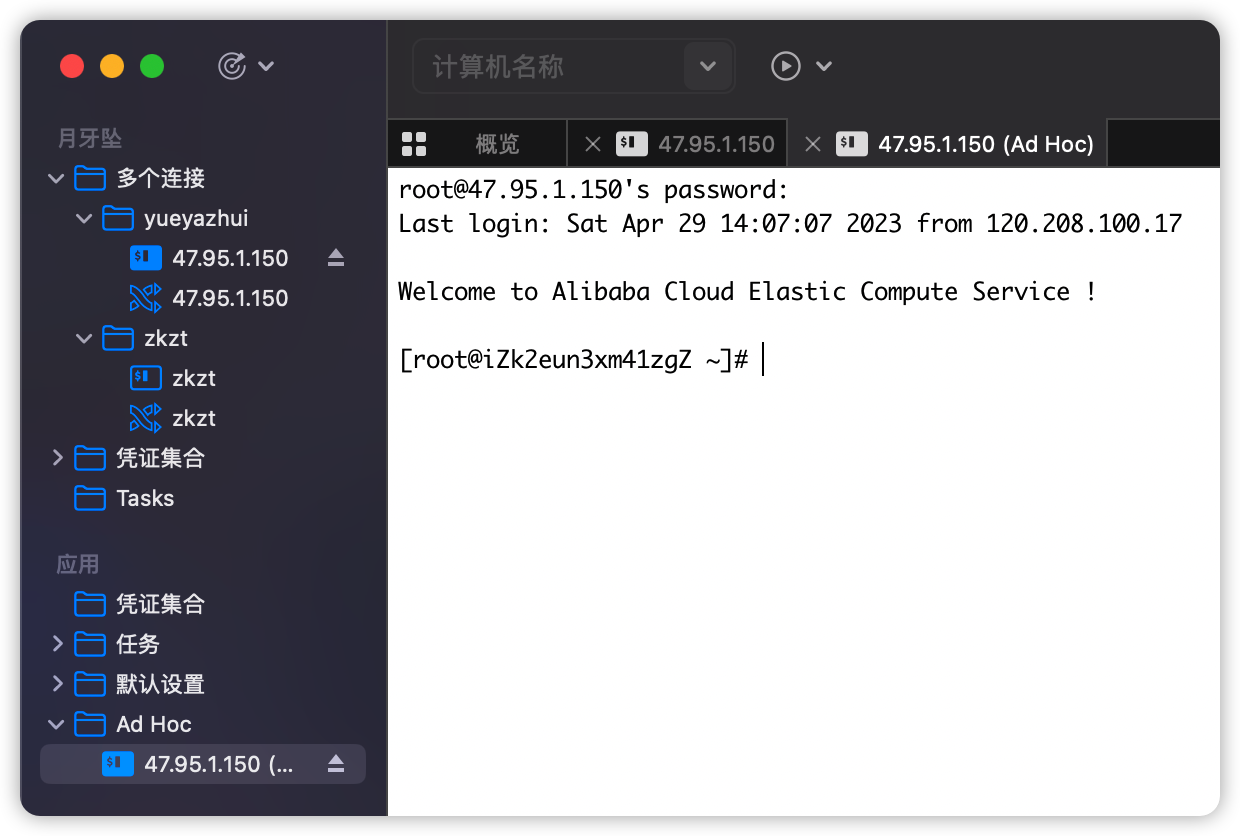 计算机名称
月牙坠
多个连接
yueyazhui
47.95.1.150
47.95.1.150
zkzt
zkzt
zkzt
凭证集合
Tasks
应用
凭证集合
任务
默认设置
Ad Hoc
47.95.1.150 (...
概览
47.95.1.150
47.95.1.150 (Ad Hoc)
root@47.95.1.150's password:
Last login: Sat Apr 29 14:07:07 2023 from 120.208.100.17
Welcome to Alibaba Cloud Elastic Compute Service !
[root@iZk2eun3xm41zgZ ~]#